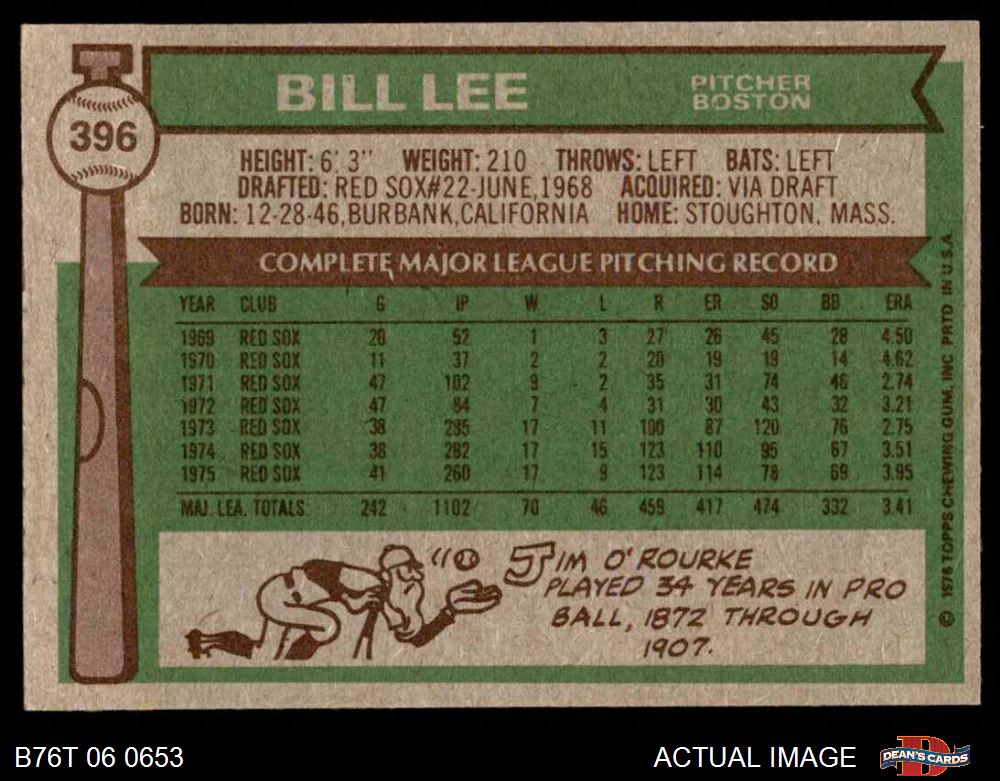 396
BILL LEE
PITCHER
BOSTON
HEIGHT: 6' 3" WEIGHT: 210 THROWS: LEFT BATS: LEFT
DRAFTED: RED SOX#22-JUNE,1968 ACQUIRED: VIA DRAFT
BORN: 12-28-46,BURBANK,CALIFORNIA HOME: STOUGHTON, MASS.
COMPLETE MAJOR LEAGUE PITCHING RECORD
YEAR CLUB G IP W L R ER SO BB ERA
1969 RED SOX 20 52 1 3 27 26 45 28 4.50
1970 RED SOX 11 37 2 2 20 19 19 14 4.62
1971 RED SOX 47 102 9 2 35 31 74 46 2.74
1972 RED SOX 47 84 7 4 31 30 43 32 3.21
1973 RED SOX 38 285 17 11 100 87 120 76 2.75
1974 RED SOX 38 282 17 15 123 110 95 67 3.51
1975 RED SOX 41 260 17 9 123 114 78 69 3.95
MAJ. LEA. TOTALS 242 1102 70 46 459 417 474 332 3.41
JIM O'ROURKE
PLAYED 34 YEARS IN PRO
BALL, 1872 THROUGH
1907.
© 1976 TOPPS CHEWING GUM, INC PRTD IN U.S.A.
B76T 06 0653
ACTUAL IMAGE
DEAN'S CARDS